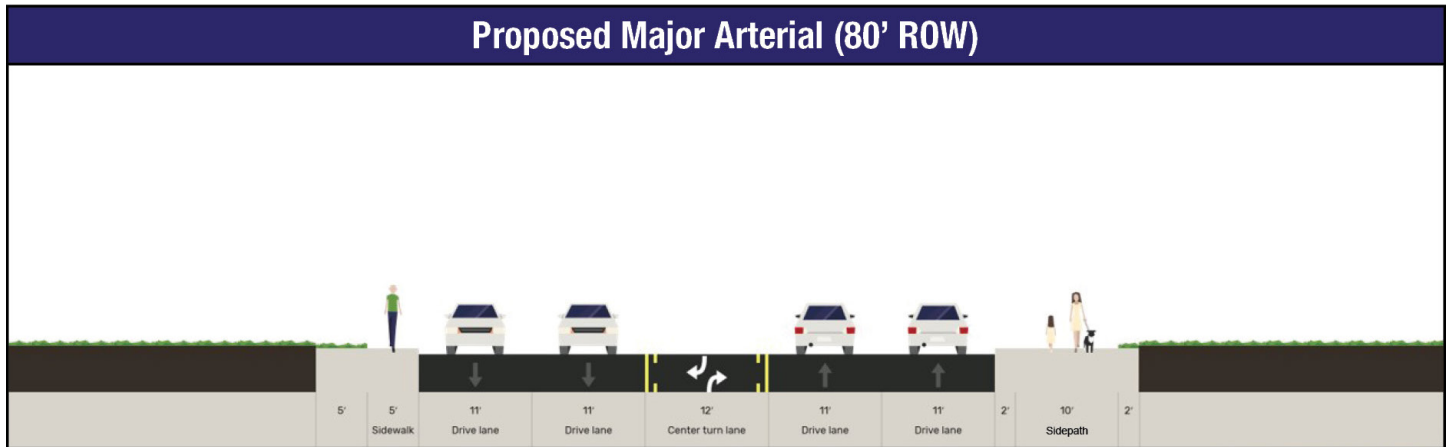 Proposed Major Arterial (80' ROW)
5' 5' 11' 11' 12' 11' 11' 2' 10' 2'
Sidewalk Drive lane Drive lane Center turn lane Drive lane Drive lane Sidepath